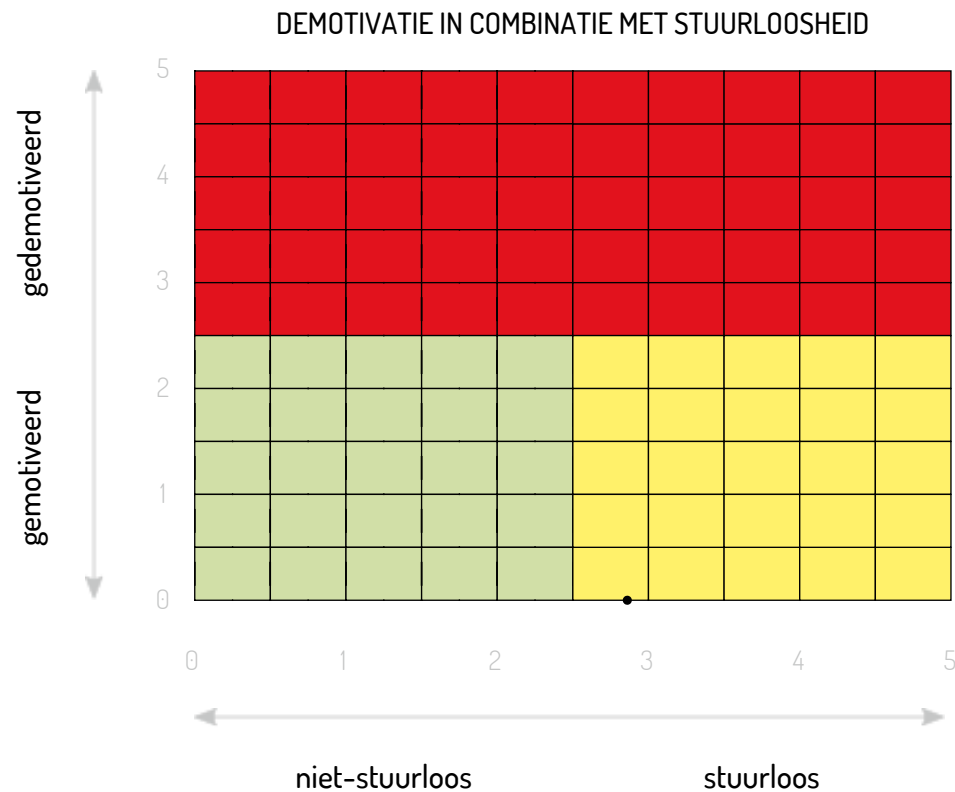 DEMOTIVATIE IN COMBINATIE MET STUURLOOSHEID
5
4
3
2
1
0
gedemotiveerd
gemotiveerd
0 1 2 3 4 5
niet-stuurloos stuurloos